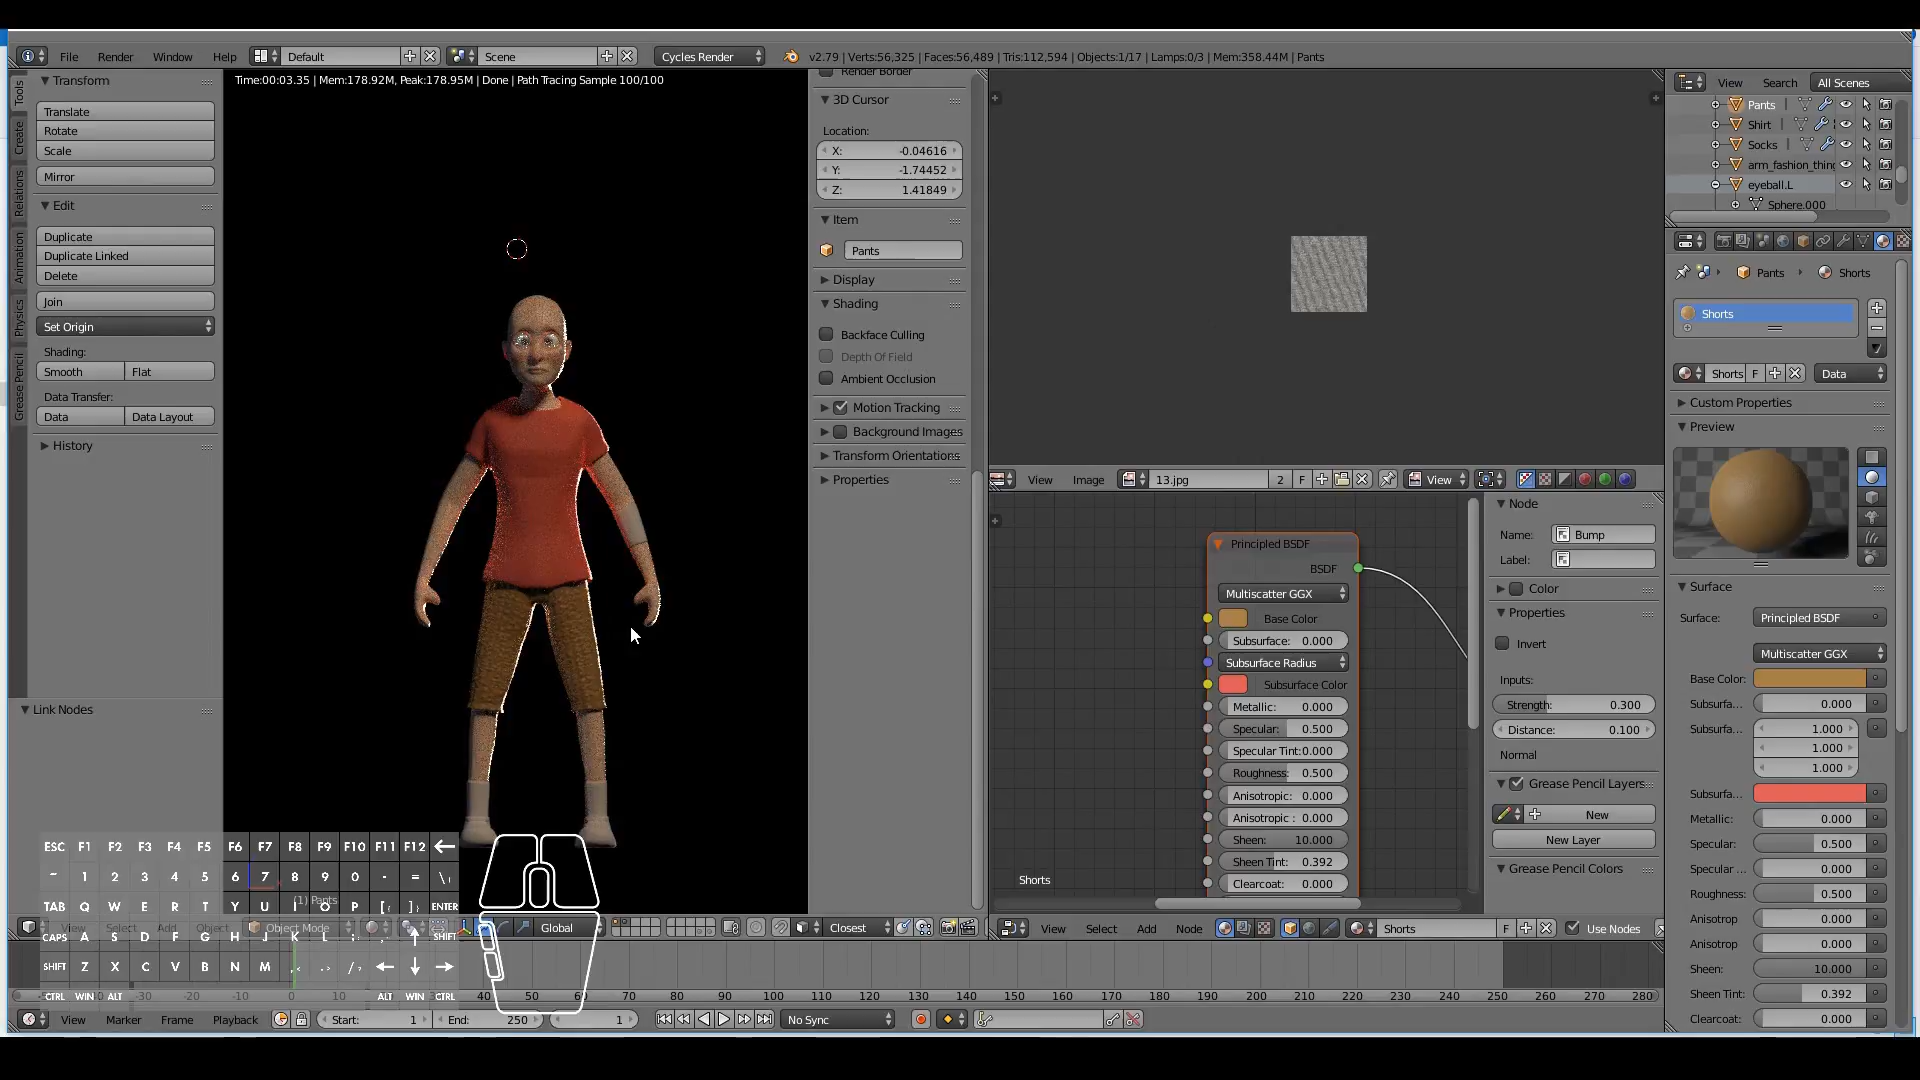 File Render Window Help Default Scene Cycles Render v2.79 | Verts:56,325 | Faces:56,489 | Tris:112,594 | Objects:1/17 | Lamps:0/3 | Mem:358.44M | Pants
Time:00:03.35 | Mem:178.92M, Peak:178.95M | Done | Path Tracing Sample 100/100
Tools
Create
Relations
Animation
Physics
Grease Pencil
Transform
Translate
Rotate
Scale
Mirror
Edit
Duplicate
Duplicate Linked
Delete
Join
Set Origin
Shading:
Smooth Flat
Data Transfer:
Data Data Layout
History
Link Nodes
Render Border
3D Cursor
Location:
X: -0.04616
Y: -1.74452
Z: 1.41849
Item
Pants
Display
Shading
Backface Culling
Depth Of Field
Ambient Occlusion
Motion Tracking
Background Images
Transform Orientations
Properties
View Image 13.jpg 2 F View
Principled BSDF
BSDF
Multiscatter GGX
Base Color
Subsurface: 0.000
Subsurface Radius
Subsurface Color
Metallic: 0.000
Specular: 0.500
Specular Tint:0.000
Roughness: 0.500
Anisotropic: 0.000
Anisotropic : 0.000
Sheen: 10.000
Sheen Tint: 0.392
Clearcoat: 0.000
Shorts
Node
Name: Bump
Label:
Color
Properties
Invert
Inputs:
Strength: 0.300
Distance: 0.100
Normal
Grease Pencil Layers
New
New Layer
Grease Pencil Colors
View Select Add Node Shorts F Use Nodes
View Search All Scenes
Pants
Shirt
Socks
arm_fashion_thing
eyeball.L
Sphere.000
Pants Shorts
Shorts
Shorts F Data
Custom Properties
Preview
Surface
Surface: Principled BSDF
Multiscatter GGX
Base Color:
Subsurfa... 0.000
Subsurfa... 1.000
1.000
1.000
Subsurfa...
Metallic: 0.000
Specular: 0.500
Specular ... 0.000
Roughness: 0.500
Anisotrop 0.000
Anisotrop 0.000
Sheen: 10.000
Sheen Tint: 0.392
Clearcoat: 0.000
ESC F1 F2 F3 F4 F5 F6 F7 F8 F9 F10 F11 F12
~ 1 2 3 4 5 6 7 8 9 0 - = \
TAB Q W E R T Y U I O P [ ] ENTER
(1) Pants
View Select Add Object Object Mode Global Closest
CAPS A S D F G H J K L ; ' SHIFT
SHIFT Z X C V B N M , . /
CTRL WIN ALT ALT WIN CTRL
-30 -20 -10 0 10 40 50 60 70 80 90 100 110 120 130 140 150 160 170 180 190 200 210 220 230 240 250 260 270 280
View Marker Frame Playback Start: 1 End: 250 1 No Sync